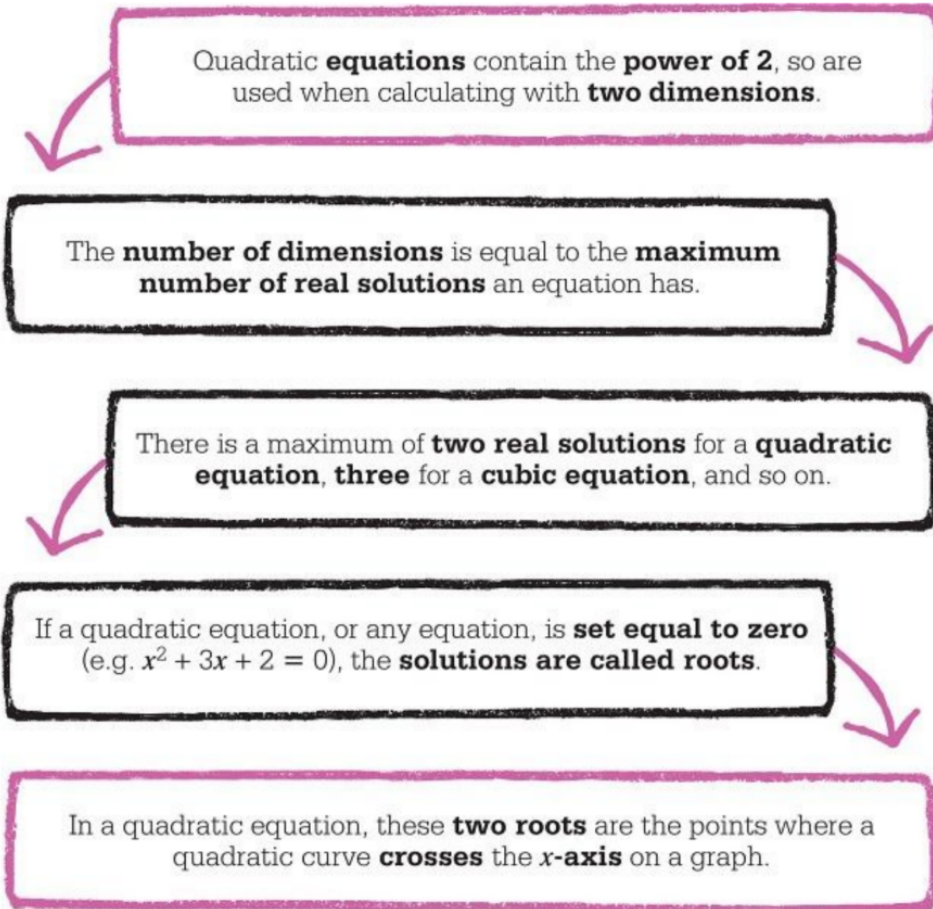 Quadratic equations contain the power of 2, so are
used when calculating with two dimensions.
The number of dimensions is equal to the maximum
number of real solutions an equation has.
There is a maximum of two real solutions for a quadratic
equation, three for a cubic equation, and so on.
If a quadratic equation, or any equation, is set equal to zero
(e.g. x² + 3x + 2 = 0), the solutions are called roots.
In a quadratic equation, these two roots are the points where a
quadratic curve crosses the x-axis on a graph.